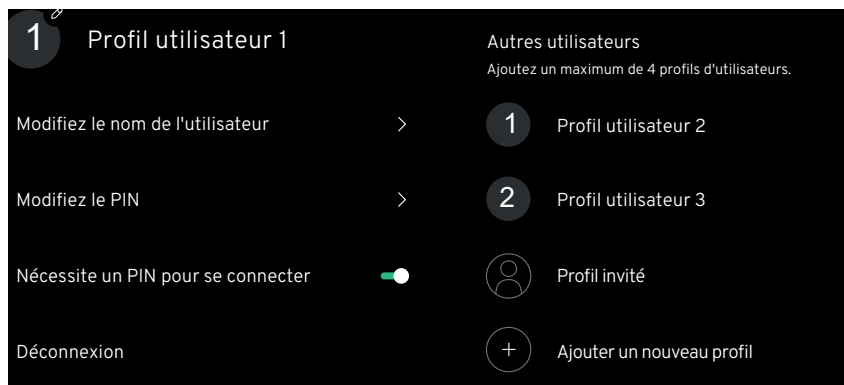 1 Profil utilisateur 1
Modifiez le nom de l'utilisateur
Modifiez le PIN
Nécessite un PIN pour se connecter
Déconnexion
Autres utilisateurs
Ajoutez un maximum de 4 profils d'utilisateurs.
1 Profil utilisateur 2
2 Profil utilisateur 3
Profil invité
Ajouter un nouveau profil